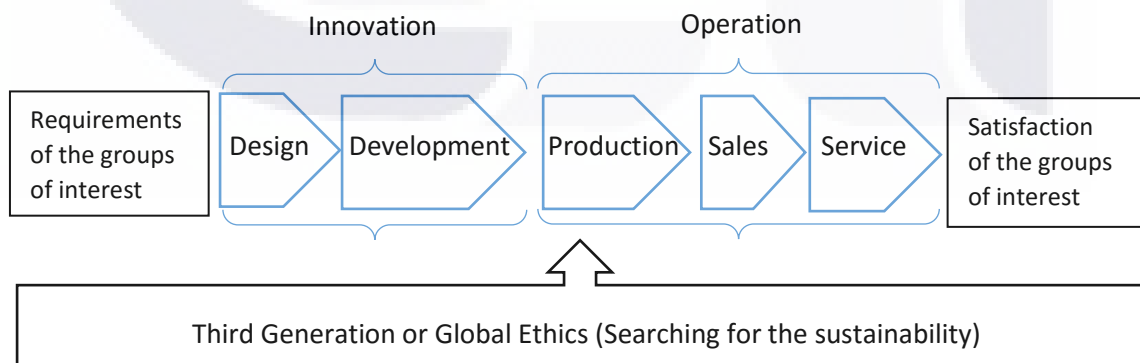 Innovation
Operation
Requirements
of the groups
of interest
Design
Development
Production
Sales
Service
Satisfaction
of the groups
of interest
Third Generation or Global Ethics (Searching for the sustainability)